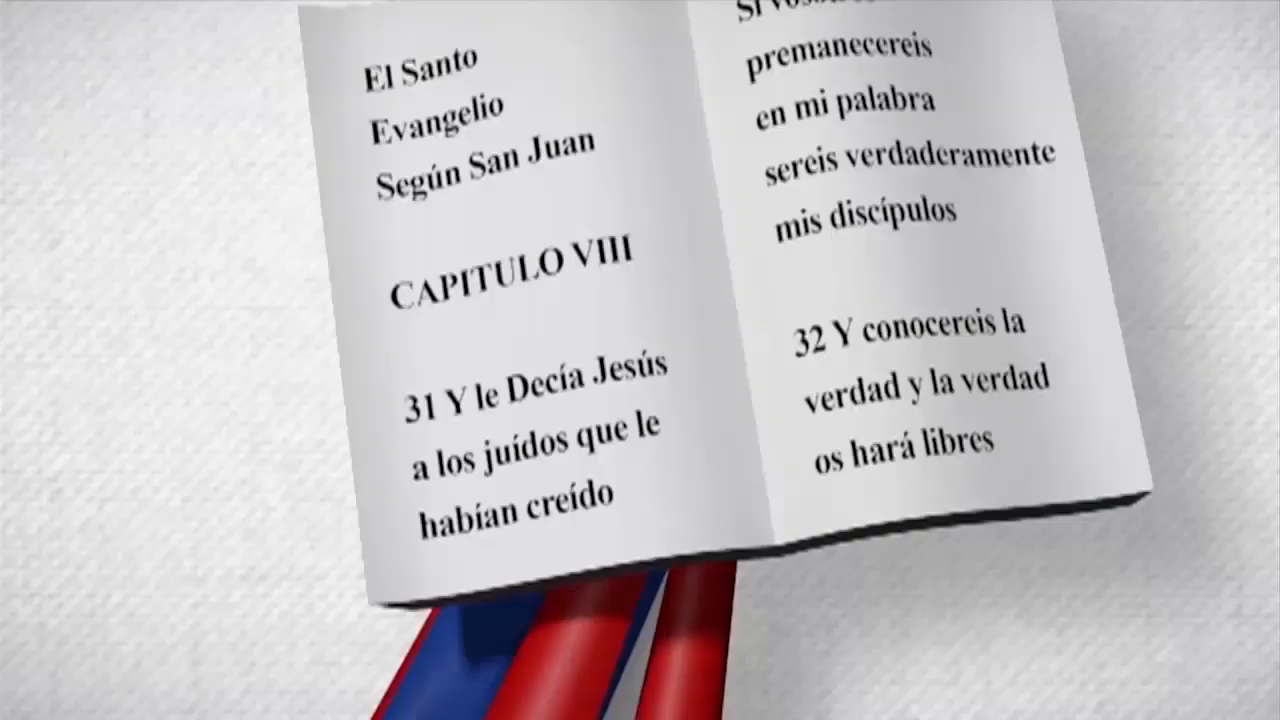 El Santo
Evangelio
Según San Juan
CAPITULO VIII
31 Y le Decía Jesús
a los juídos que le
habían creído
Si
premanecereis
en mi palabra
sereis verdaderamente
mis discípulos
32 Y conocereis la
verdad y la verdad
os hará libres